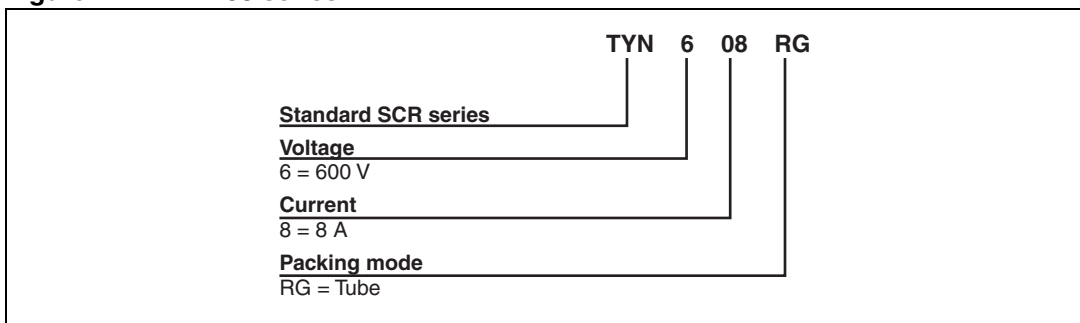 TYN 6 08 RG
Standard SCR series
Voltage
6 = 600 V
Current
8 = 8 A
Packing mode
RG = Tube